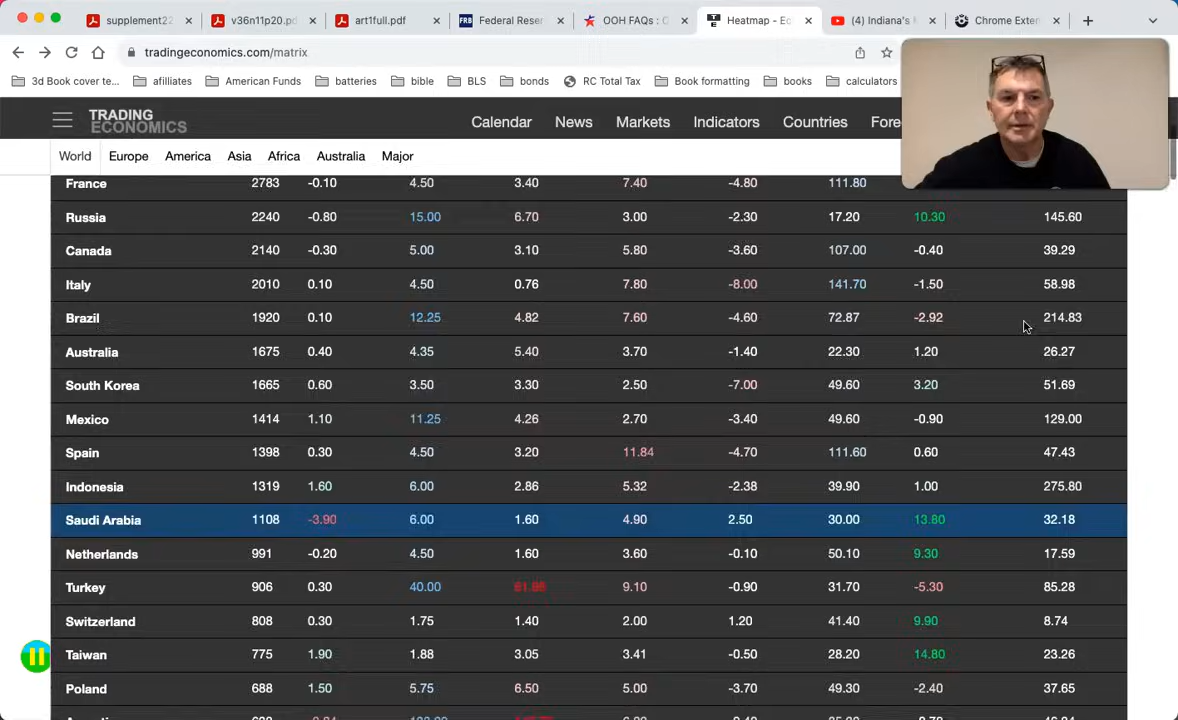 supplement22
v36n11p20.pd
art1full.pdf
Federal Reser
OOH FAQs : O
Heatmap - Ec
(4) Indiana's
Chrome Exten
tradingeconomics.com/matrix
3d Book cover te... afiiliates American Funds batteries bible BLS bonds RC Total Tax Book formatting books calculators
TRADING
ECONOMICS
Calendar News Markets Indicators Countries Fore
World Europe America Asia Africa Australia Major
France 2783 -0.10 4.50 3.40 7.40 -4.80 111.80
Russia 2240 -0.80 15.00 6.70 3.00 -2.30 17.20 10.30 145.60
Canada 2140 -0.30 5.00 3.10 5.80 -3.60 107.00 -0.40 39.29
Italy 2010 0.10 4.50 0.76 7.80 -8.00 141.70 -1.50 58.98
Brazil 1920 0.10 12.25 4.82 7.60 -4.60 72.87 -2.92 214.83
Australia 1675 0.40 4.35 5.40 3.70 -1.40 22.30 1.20 26.27
South Korea 1665 0.60 3.50 3.30 2.50 -7.00 49.60 3.20 51.69
Mexico 1414 1.10 11.25 4.26 2.70 -3.40 49.60 -0.90 129.00
Spain 1398 0.30 4.50 3.20 11.84 -4.70 111.60 0.60 47.43
Indonesia 1319 1.60 6.00 2.86 5.32 -2.38 39.90 1.00 275.80
Saudi Arabia 1108 -3.90 6.00 1.60 4.90 2.50 30.00 13.80 32.18
Netherlands 991 -0.20 4.50 1.60 3.60 -0.10 50.10 9.30 17.59
Turkey 906 0.30 40.00 61.98 9.10 -0.90 31.70 -5.30 85.28
Switzerland 808 0.30 1.75 1.40 2.00 1.20 41.40 9.90 8.74
Taiwan 775 1.90 1.88 3.05 3.41 -0.50 28.20 14.80 23.26
Poland 688 1.50 5.75 6.50 5.00 -3.70 49.30 -2.40 37.65